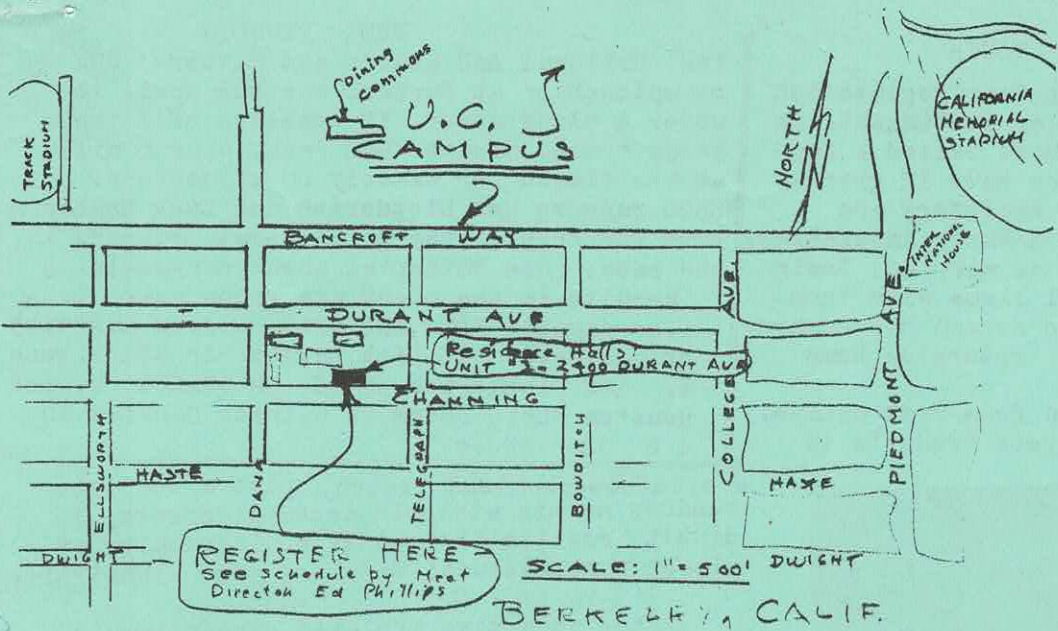 TRACK
STADIUM
Dining
commons
U.C.
CAMPUS
NORTH
CALIFORNIA
MEMORIAL
STADIUM
BANCROFT WAY
INTER
NATIONAL
HOUSE
DURANT AVE
Residence Halls:
2400 DURANT AVE
CHANNING
ELLSWORTH
DANA
TELEGRAPH
BOWDITCH
COLLEGE AVE
PIEDMONT AVE.
HASTE
HASTE
DWIGHT
DWIGHT
REGISTER HERE
See schedule by Meet
Director Ed Phillips
SCALE: 1" = 500'
BERKELEY, CALIF.